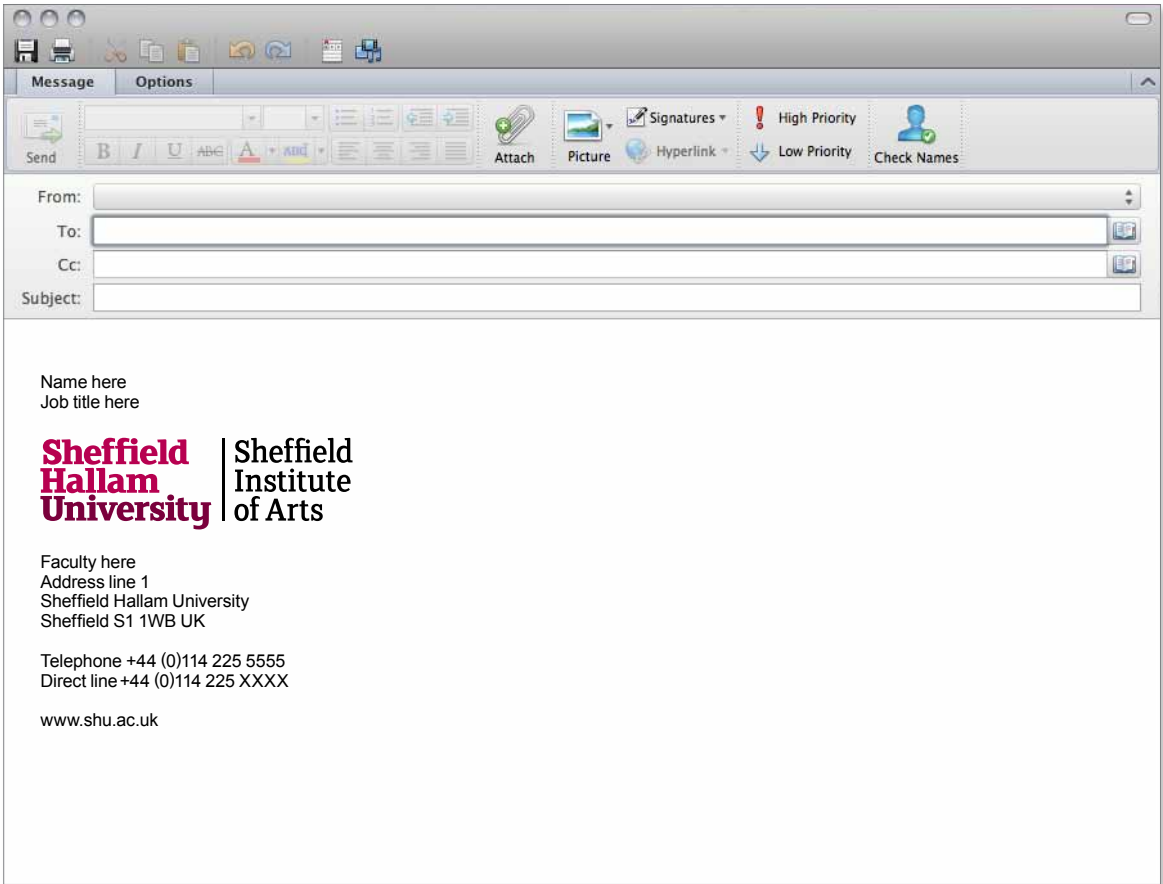 Message Options
Send
B I U ABC A ABC
Attach
Picture
Signatures
Hyperlink
High Priority
Low Priority
Check Names
From:
To:
Cc:
Subject:
Name here
Job title here
Sheffield
Hallam
University
Sheffield
Institute
of Arts
Faculty here
Address line 1
Sheffield Hallam University
Sheffield S1 1WB UK
Telephone +44 (0)114 225 5555
Direct line +44 (0)114 225 XXXX
www.shu.ac.uk